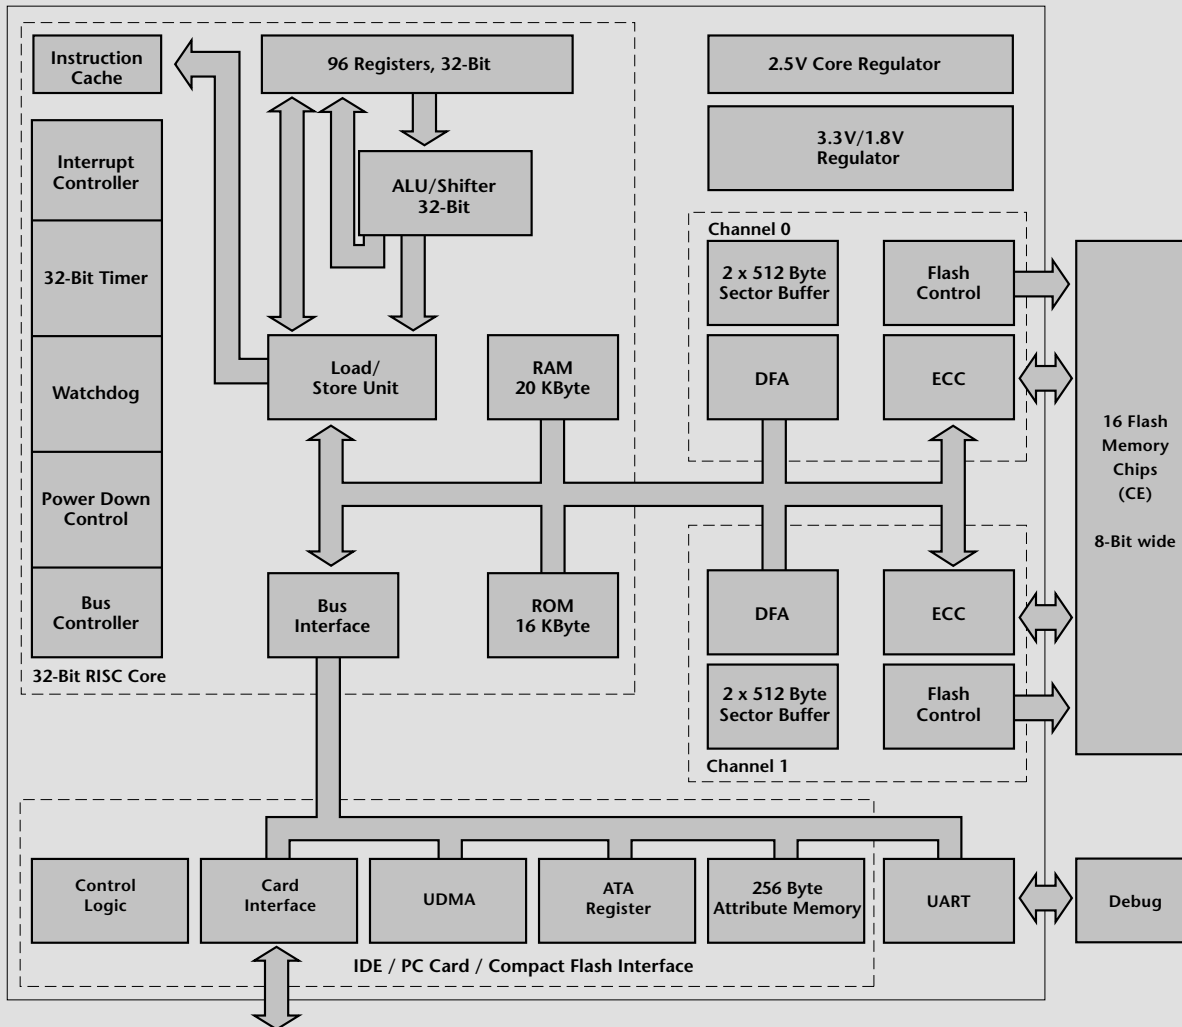 Instruction
Cache
96 Registers, 32-Bit
2.5V Core Regulator
3.3V/1.8V
Regulator
Interrupt
Controller
ALU/Shifter
32-Bit
32-Bit Timer
Watchdog
Power Down
Control
Bus
Controller
Load/
Store Unit
RAM
20 KByte
Bus
Interface
ROM
16 KByte
32-Bit RISC Core
Channel 0
2 x 512 Byte
Sector Buffer
Flash
Control
DFA
ECC
16 Flash
Memory
Chips
(CE)
8-Bit wide
DFA
ECC
2 x 512 Byte
Sector Buffer
Flash
Control
Channel 1
Control
Logic
Card
Interface
UDMA
ATA
Register
256 Byte
Attribute Memory
UART
Debug
IDE / PC Card / Compact Flash Interface